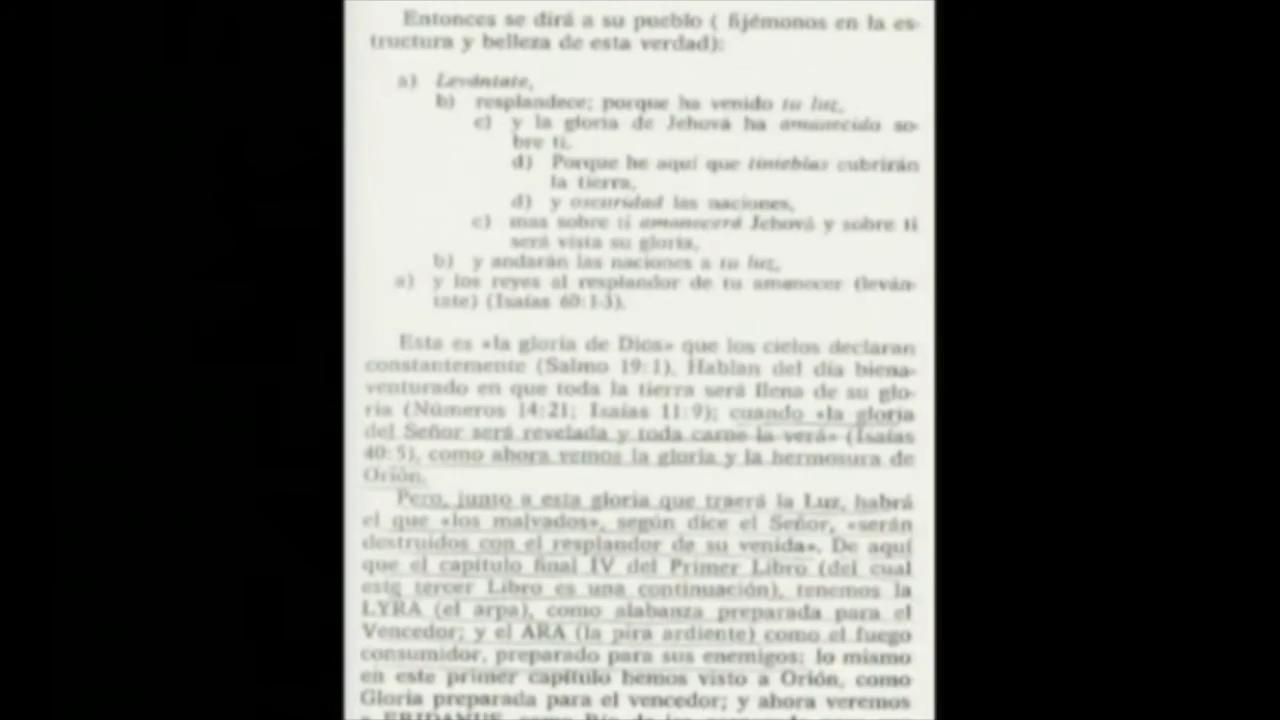 Entonces se dirá a su pueblo ( fijémonos en la es-
tructura y belleza de esta verdad):
a) Levántate,
b) resplandece; porque ha venido tu luz,
c) y la gloria de Jehová ha amanecido so-
bre ti.
d) Porque he aquí que tinieblas cubrirán
la tierra,
d) y oscuridad las naciones,
c) mas sobre ti amanecerá Jehová y sobre ti
será vista su gloria,
b) y andarán las naciones a tu luz,
a) y los reyes al resplandor de tu amanecer (leván-
tate) (Isaías 60:1-3).
Esta es «la gloria de Dios» que los cielos declaran
constantemente (Salmo 19:1). Hablan del día biena-
venturado en que toda la tierra será llena de su glo-
ria (Números 14:21; Isaías 11:9); cuando «la gloria
del Señor será revelada y toda carne la verá» (Isaías
40:5), como ahora vemos la gloria y la hermosura de
Orión.
Pero, junto a esta gloria que traerá la Luz, habrá
el que «los malvados», según dice el Señor, «serán
destruidos con el resplandor de su venida». De aquí
que el capítulo final IV del Primer Libro (del cual
este tercer Libro es una continuación), tenemos la
LYRA (el arpa), como alabanza preparada para el
Vencedor; y el ARA (la pira ardiente) como el fuego
consumidor, preparado para sus enemigos; lo mismo
en este primer capítulo hemos visto a Orión, como
Gloria preparada para el vencedor; y ahora veremos
a ERIDANUS, como Río de